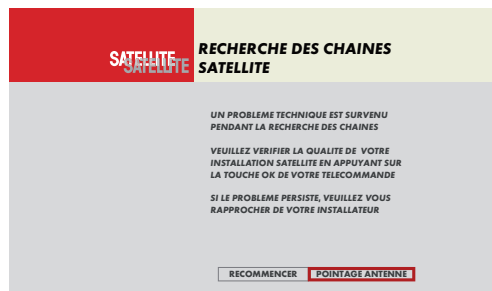 SATELLITE
SATELLITE
RECHERCHE DES CHAINES
SATELLITE
UN PROBLEME TECHNIQUE EST SURVENU
PENDANT LA RECHERCHE DES CHAINES
VEUILLEZ VERIFIER LA QUALITE DE VOTRE
INSTALLATION SATELLITE EN APPUYANT SUR
LA TOUCHE OK DE VOTRE TELECOMMANDE
SI LE PROBLEME PERSISTE, VEUILLEZ VOUS
RAPPROCHER DE VOTRE INSTALLATEUR
RECOMMENCER POINTAGE ANTENNE